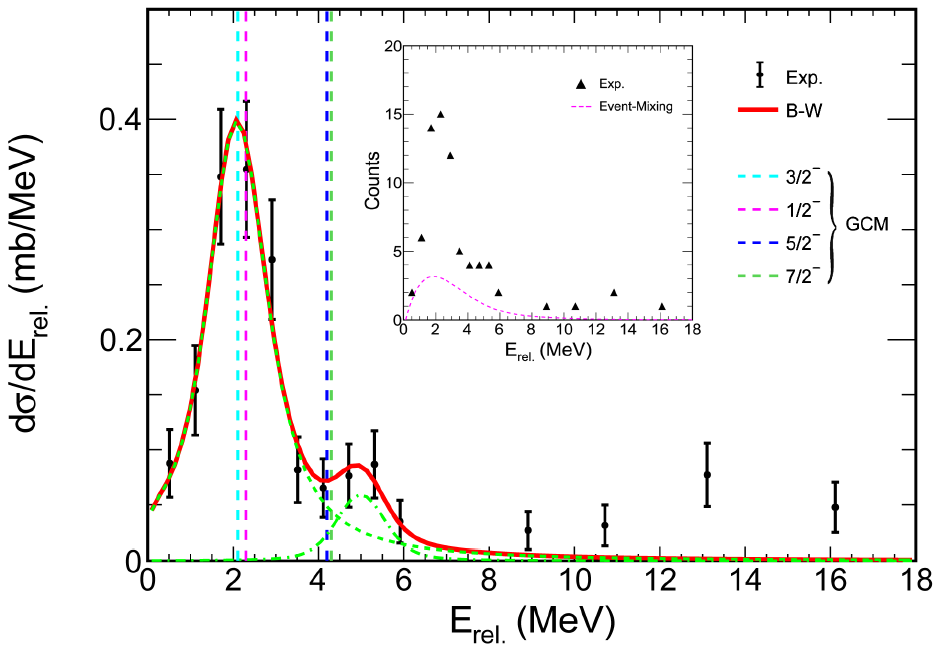 dσ/dE_rel. (mb/MeV)
0.4
0.2
0
0 2 4 6 8 10 12 14 16 18
E_rel. (MeV)
Counts
20
15
10
5
0
0 2 4 6 8 10 12 14 16 18
E_rel. (MeV)
Exp.
Event-Mixing
Exp.
B-W
3/2⁻
1/2⁻
5/2⁻
7/2⁻
GCM